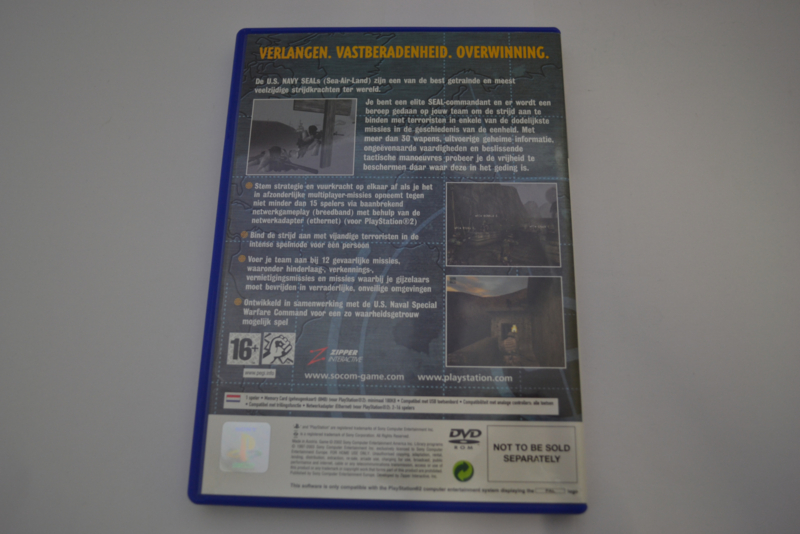 VERLANGEN. VASTBERADENHEID. OVERWINNING.
De U.S. NAVY SEALs (Sea-Air-Land) zijn een van de best getrainde en meest
veelzijdige strijdkrachten ter wereld.
Je bent een elite SEAL-commandant en er wordt een
beroep gedaan op jouw team om de strijd aan te
binden met terroristen in enkele van de dodelijkste
missies in de geschiedenis van de eenheid. Met
meer dan 30 wapens, uitvoerige geheime informatie,
ongeëvenaarde vaardigheden en beslissende
tactische manoeuvres probeer je de vrijheid te
beschermen daar waar deze in het geding is.
Stem strategie en vuurkracht op elkaar af als je het
in afzonderlijke multiplayer-missies opneemt tegen
niet minder dan 15 spelers via baanbrekend
netwerkgameplay (breedband) met behulp van de
netwerkadapter (ethernet) (voor PlayStation®2)
Bind de strijd aan met vijandige terroristen in de
intense spelmode voor één persoon
Voer je team aan bij 12 gevaarlijke missies,
waaronder hinderlaag-, verkennings-,
vernietigingsmissies en missies waarbij je gijzelaars
moet bevrijden in verraderlijke, onveilige omgevingen
Ontwikkeld in samenwerking met de U.S. Naval Special
Warfare Command voor een zo waarheidsgetrouw
mogelijk spel
16+
www.pegi.info
ZIPPER
INTERACTIVE
www.socom-game.com www.playstation.com
DVD
ROM
NOT TO BE SOLD
SEPARATELY
This software is only compatible with the PlayStation®2 computer entertainment system displaying the